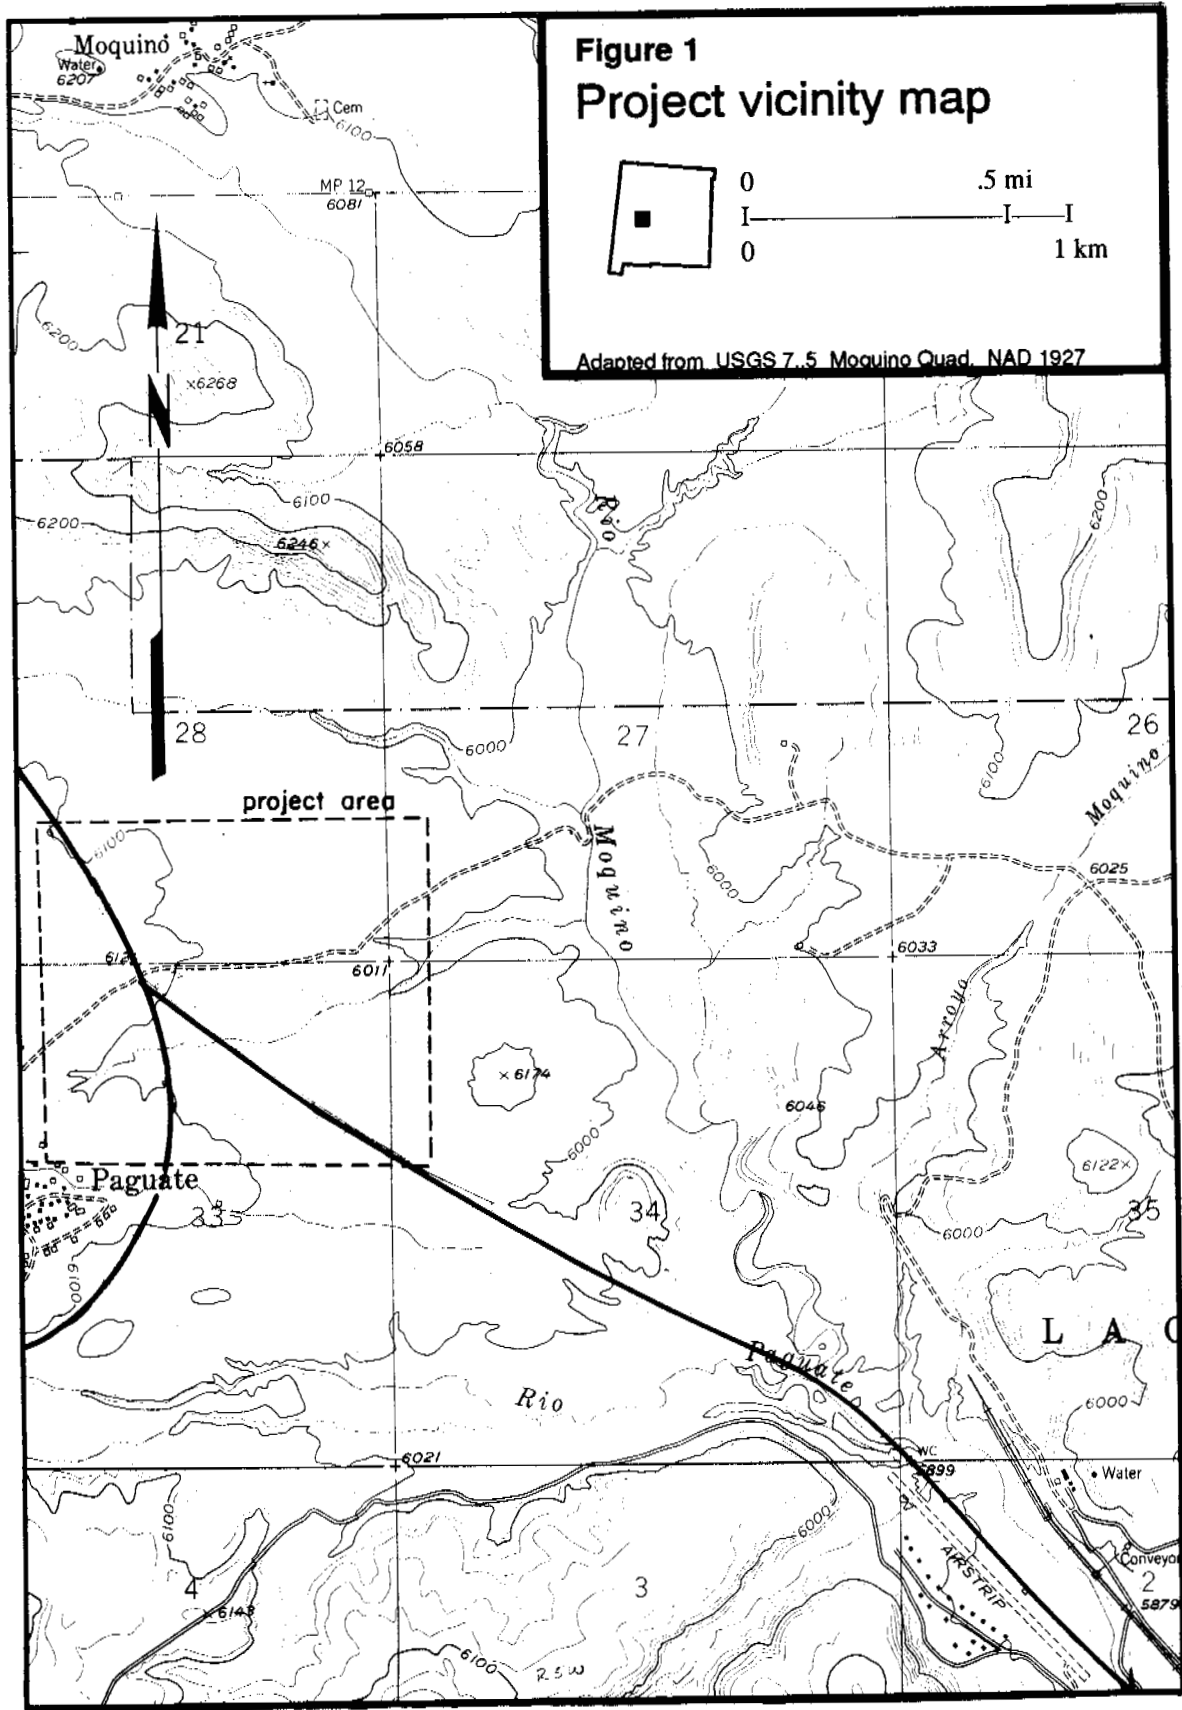 Figure 1
Project vicinity map
0 .5 mi
0 1 km
Adapted from USGS 7..5 Moquino Quad, NAD 1927
Moquino
Water
6207
Cem
6100
MP 12
6081
6200
21
×6268
6058
6100
6200
6246×
Rio
6200
28
6000
27
26
6100
Moquino
project area
6100
Moquino
6000
6025
6011
6033
Arroyo
×6174
6046
6000
6122×
Paguate
33
34
35
6000
6010
L A
Paguate
Rio
6000
6021
WC
5899
Water
6100
6000
AIRSTRIP
Conveyor
4
3
2
×6143
5879
6100
R5W